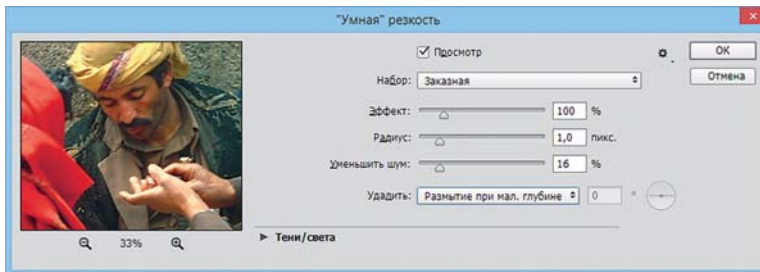 "Умная" резкость
Просмотр
OK
Набор: Заказная
Отмена
Эффект: 100 %
Радиус: 1,0 пикс.
Уменьшить шум: 16 %
Удадить: Размытие при мал. глубине 0 °
33%
Тени/света